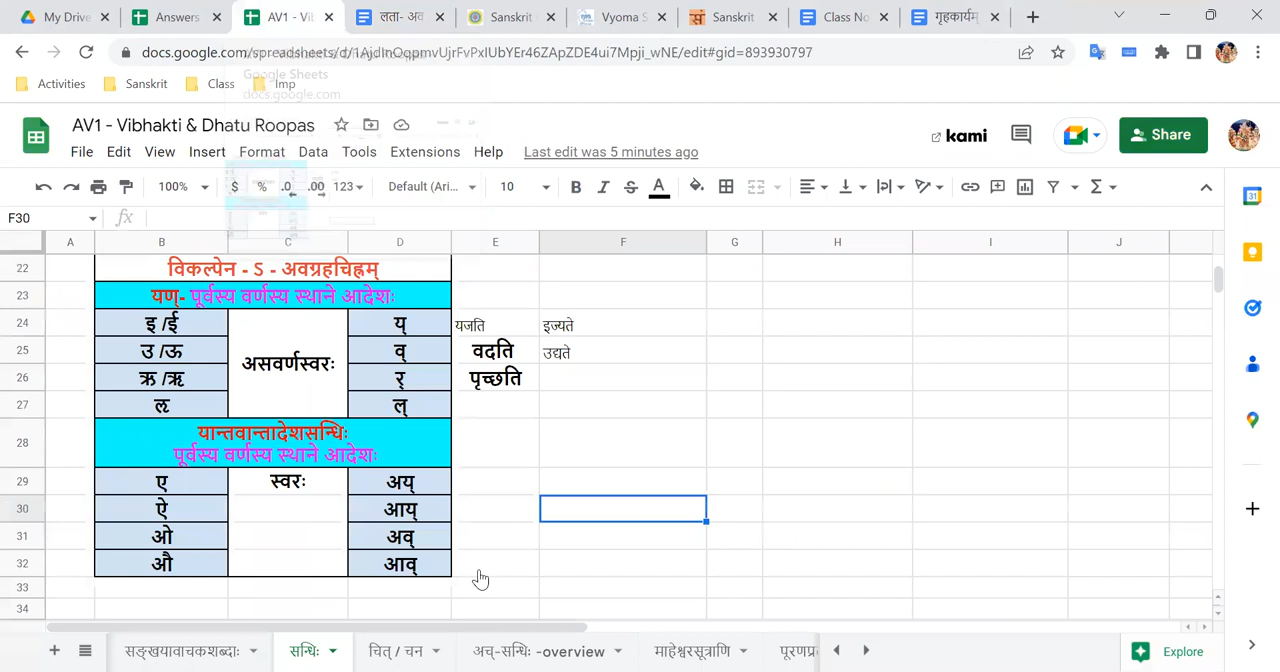 My Drive
Answers
AV1 - Vi
लता- अव
Sanskrit
Vyoma S
Sanskrit
Class No
गृहकार्यम्
Activities
Sanskrit
Class
Imp
Google Sheets
docs.google.com
AV1 - Vibhakti & Dhatu Roopas
kami
Share
File Edit View Insert Format Data Tools Extensions Help Last edit was 5 minutes ago
100% $ % .0 .00 123 Default (Ari... 10 B I S A
F30 fx
A B C D E F G H I J
22 विकल्पेन - ऽ - अवग्रहचिह्नम्
23 यण्- पूर्वस्य वर्णस्य स्थाने आदेशः
24 इ /ई असवर्णस्वरः य् यजति इज्यते
25 उ /ऊ व् वदति उद्यते
26 ऋ /ॠ र् पृच्छति
27 ऌ ल्
28 यान्तवान्तादेशसन्धिः
पूर्वस्य वर्णस्य स्थाने आदेशः
29 ए स्वरः अय्
30 ऐ आय्
31 ओ अव्
32 औ आव्
33
34
सङ्ख्यावाचकशब्दाः सन्धिः चित् / चन अच्-सन्धिः -overview माहेश्वरसूत्राणि पूरणप्र Explore